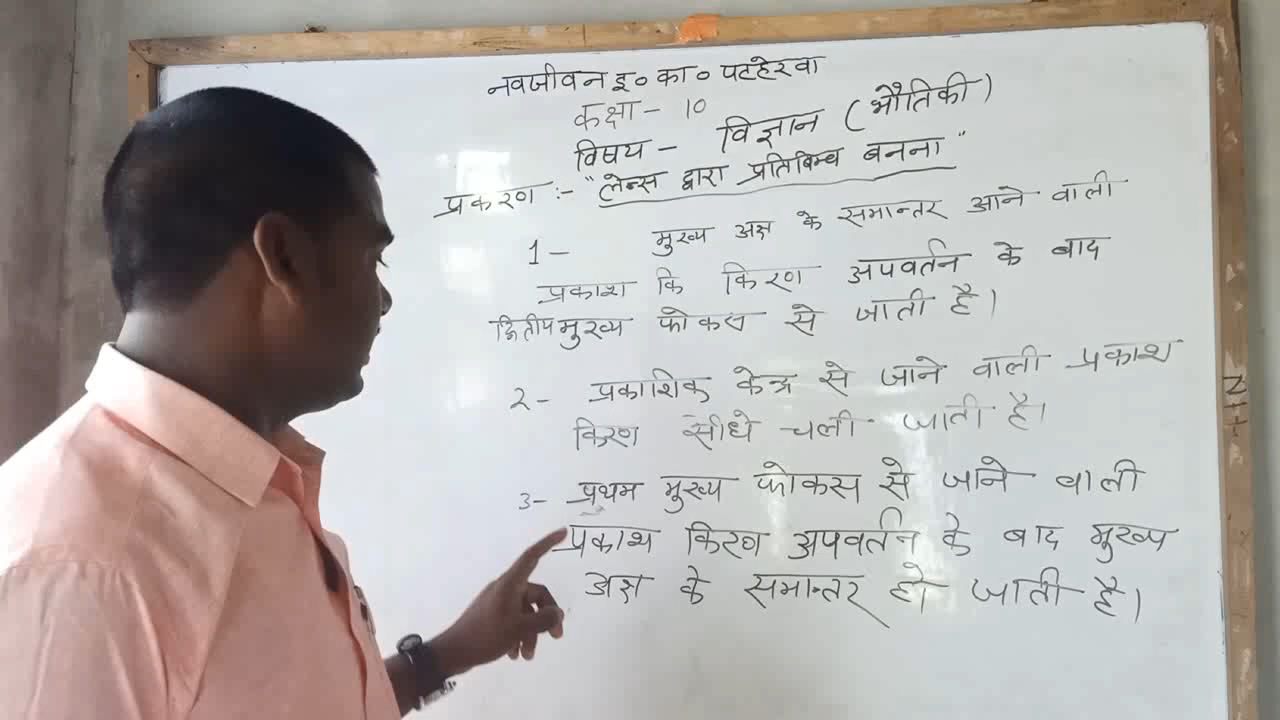 नवजीवन इ० का० पटहेरवा
कक्षा - 10
विषय - विज्ञान (भौतिकी)
प्रकरण :- "लेन्स द्वारा प्रतिबिम्ब बनना"
1- मुख्य अक्ष के समान्तर आने वाली
प्रकाश कि किरण अपवर्तन के बाद
द्वितीय मुख्य फोकस से जाती है।
2- प्रकाशिक केन्द्र से जाने वाली प्रकाश
किरण सीधे चली जाती है।
3- प्रथम मुख्य फोकस से जाने वाली
प्रकाश किरण अपवर्तन के बाद मुख्य
अक्ष के समान्तर हो जाती है।